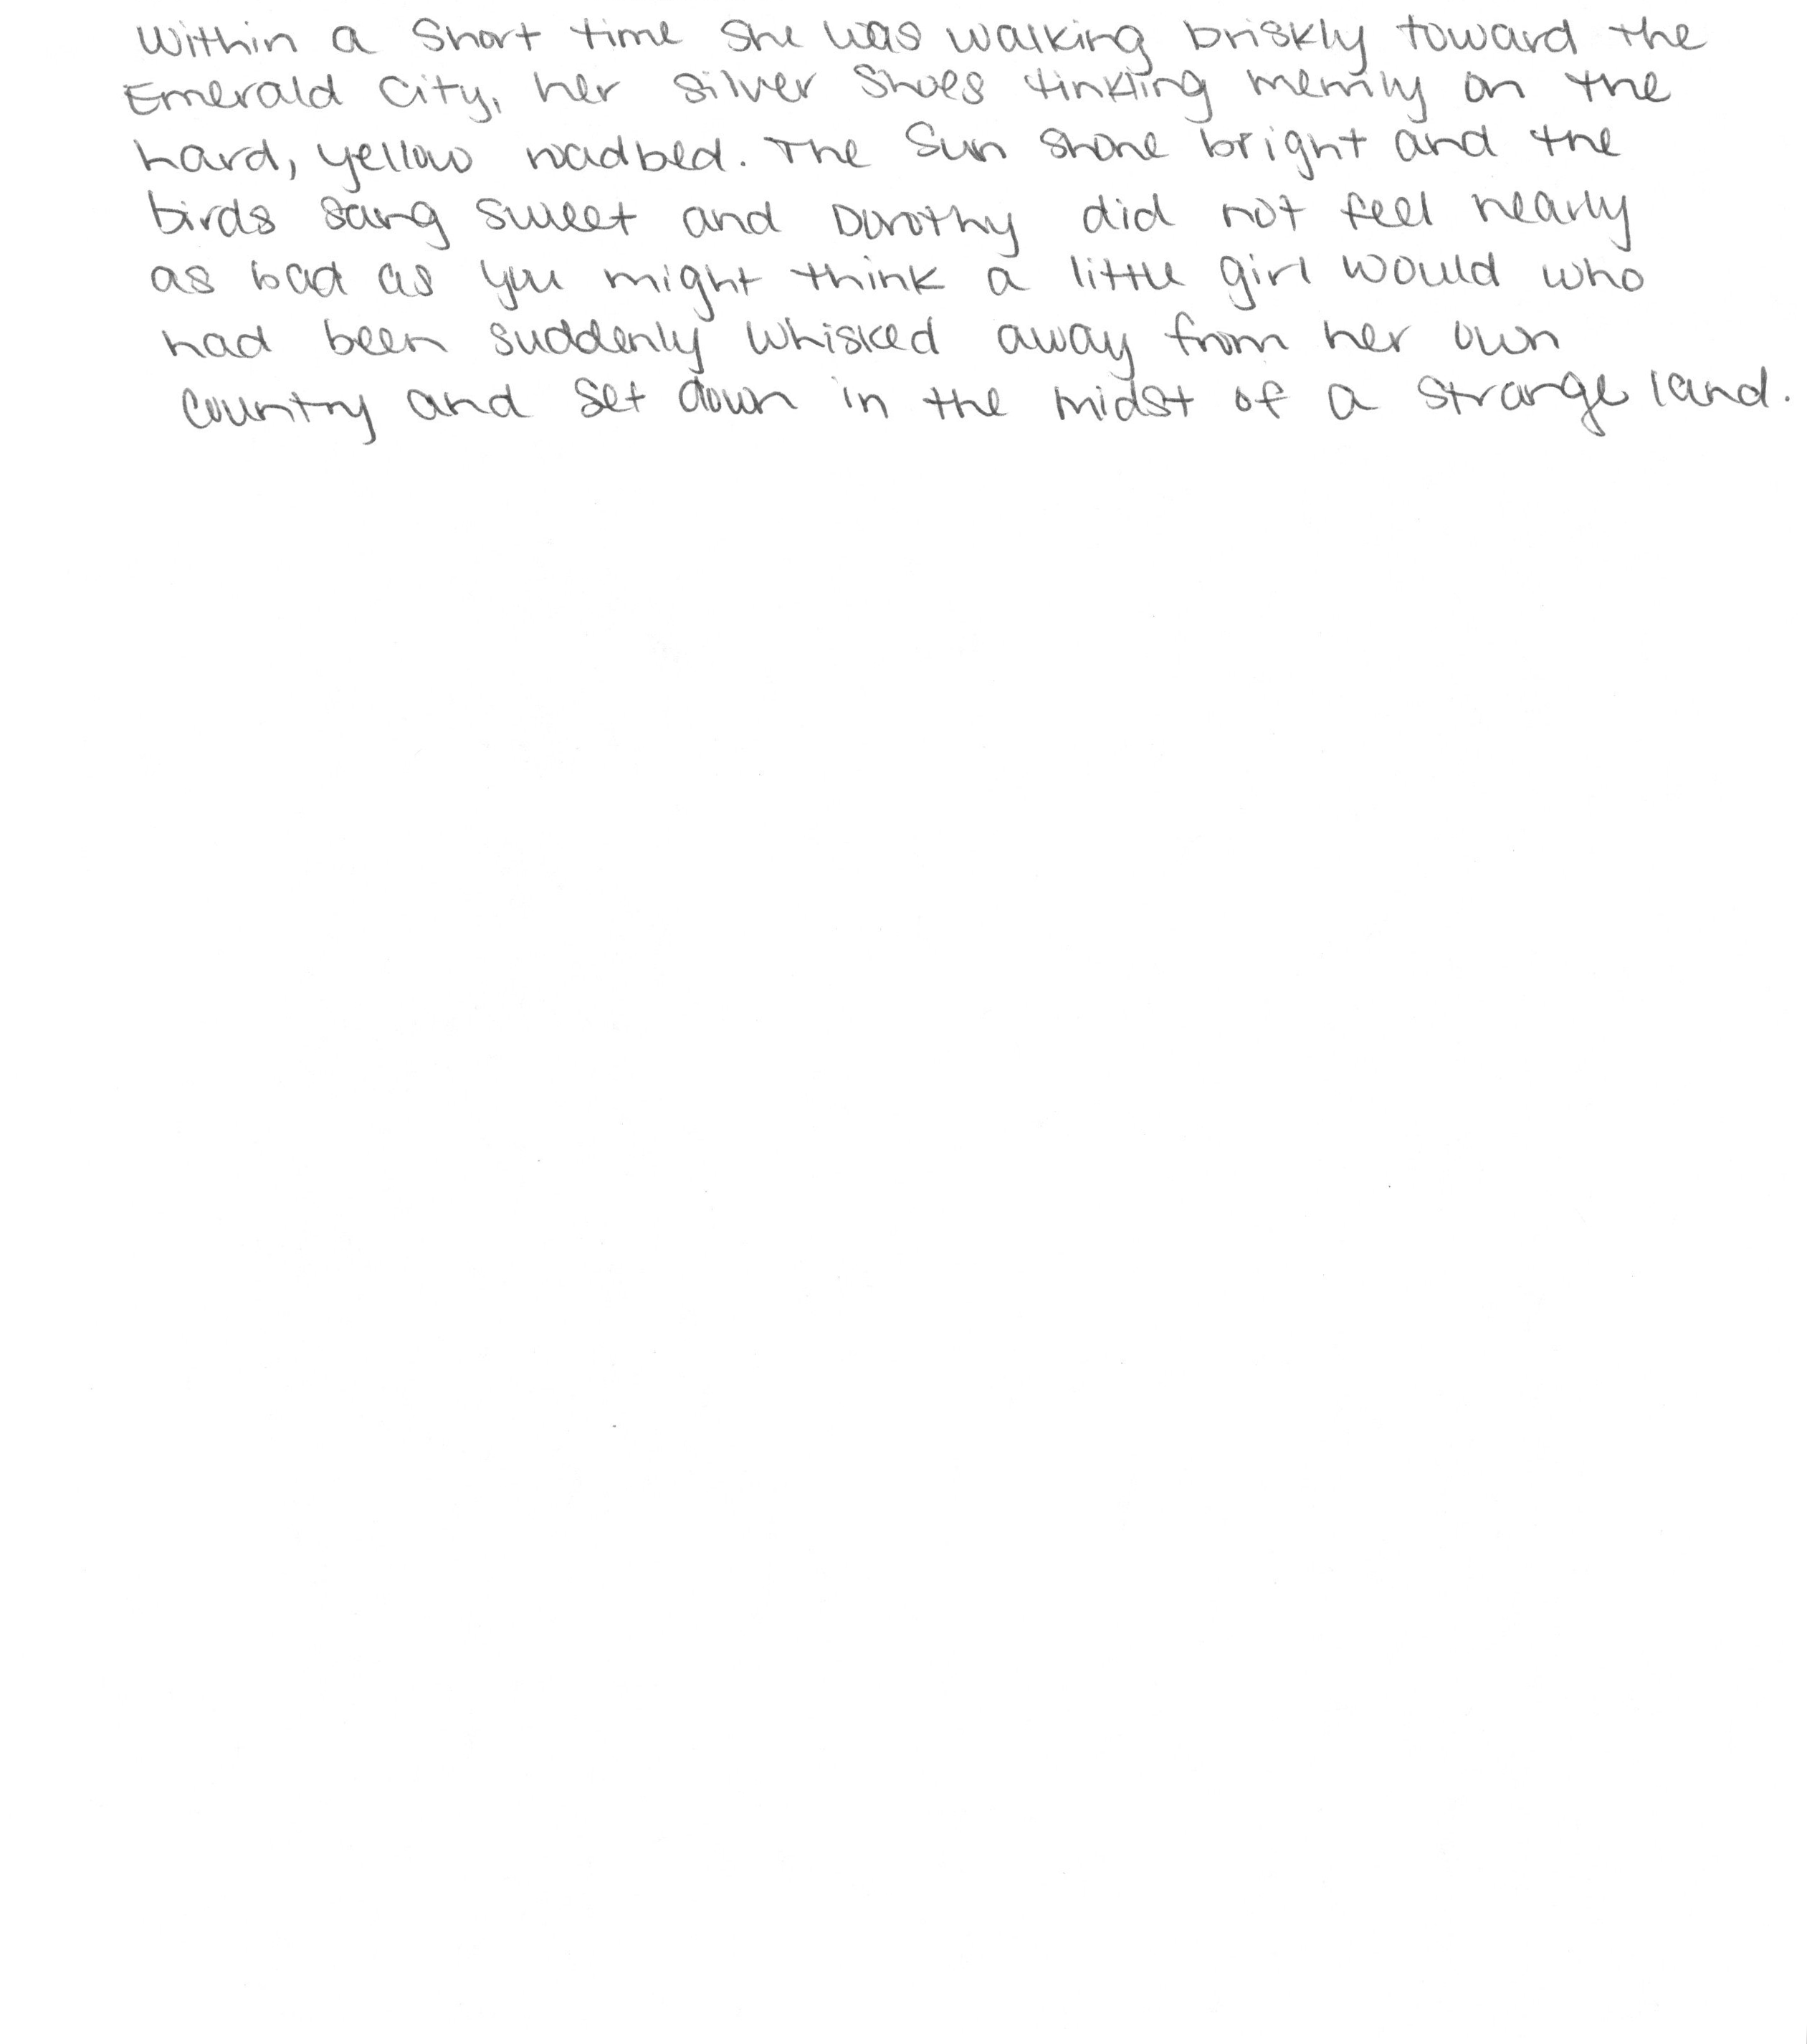 Within a short time she was walking briskly toward the
Emerald City, her silver shoes tinkling merrily on the
hard, yellow roadbed. The sun shone bright and the
birds sang sweet and Dorothy did not feel nearly
as bad as you might think a little girl would who
had been suddenly whisked away from her own
country and set down in the midst of a strange land.